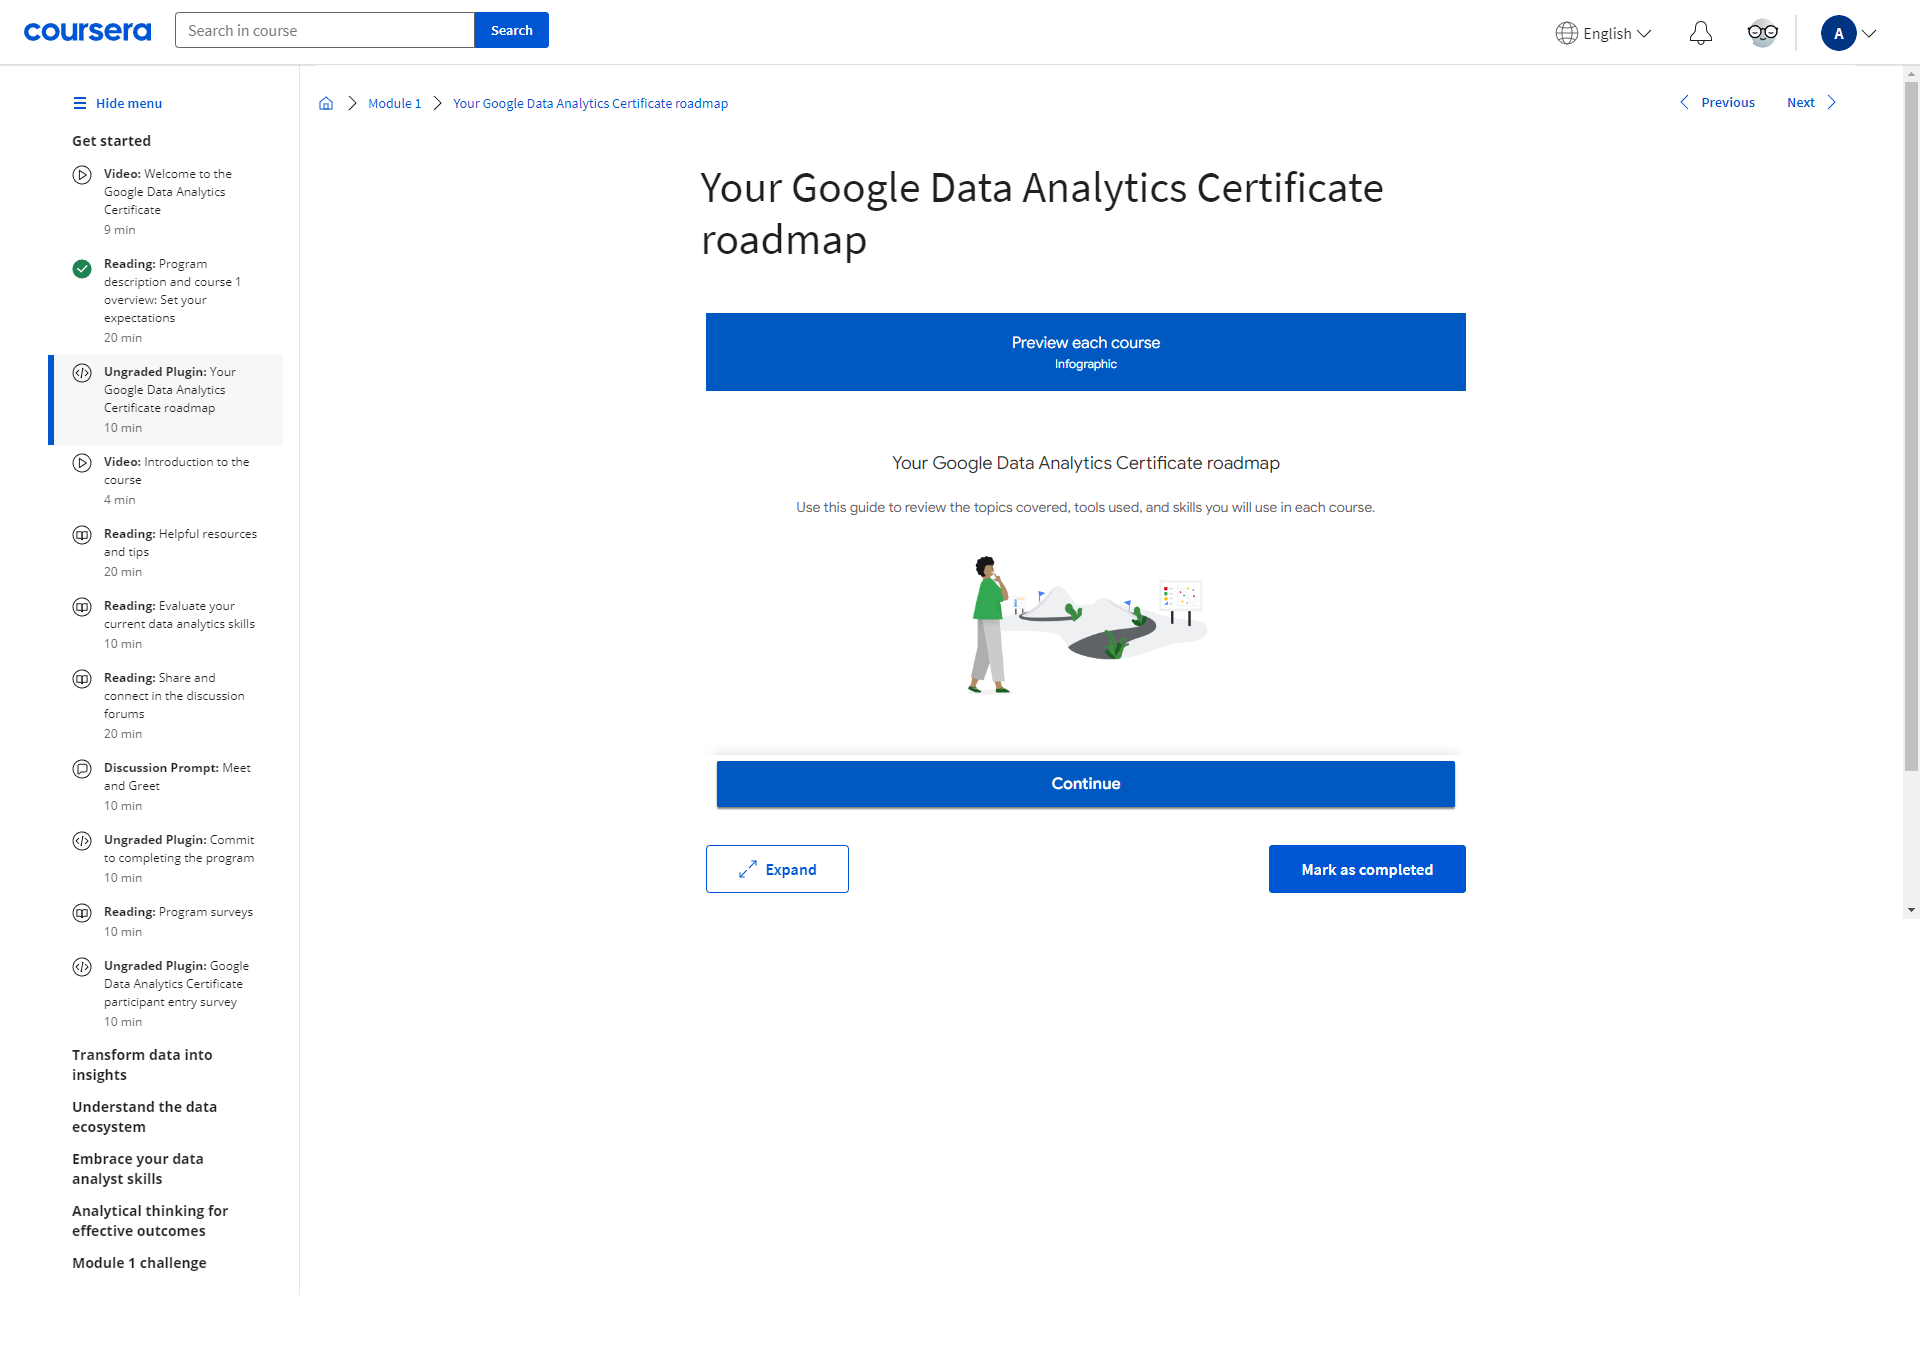 coursera
Search in course
Search
English
A
Hide menu
Module 1
Your Google Data Analytics Certificate roadmap
Previous
Next
Get started
Video: Welcome to the
Google Data Analytics
Certificate
9 min
Reading: Program
description and course 1
overview: Set your
expectations
20 min
Ungraded Plugin: Your
Google Data Analytics
Certificate roadmap
10 min
Video: Introduction to the
course
4 min
Reading: Helpful resources
and tips
20 min
Reading: Evaluate your
current data analytics skills
10 min
Reading: Share and
connect in the discussion
forums
20 min
Discussion Prompt: Meet
and Greet
10 min
Ungraded Plugin: Commit
to completing the program
10 min
Reading: Program surveys
10 min
Ungraded Plugin: Google
Data Analytics Certificate
participant entry survey
10 min
Transform data into
insights
Understand the data
ecosystem
Embrace your data
analyst skills
Analytical thinking for
effective outcomes
Module 1 challenge
Your Google Data Analytics Certificate
roadmap
Preview each course
Infographic
Your Google Data Analytics Certificate roadmap
Use this guide to review the topics covered, tools used, and skills you will use in each course.
Continue
Expand
Mark as completed